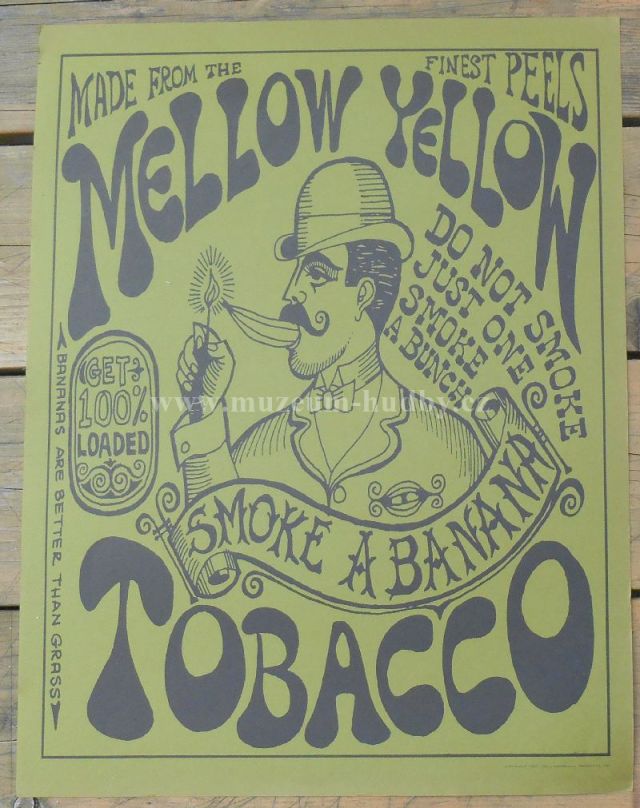 MADE FROM THE FINEST PEELS
MELLOW YELLOW
DO NOT SMOKE
JUST ONE
SMOKE
A BUNCH
GET
100%
LOADED
BANANAS ARE BETTER THAN GRASS
www.muzeum-hudby.cz
SMOKE A BANANA
TOBACCO